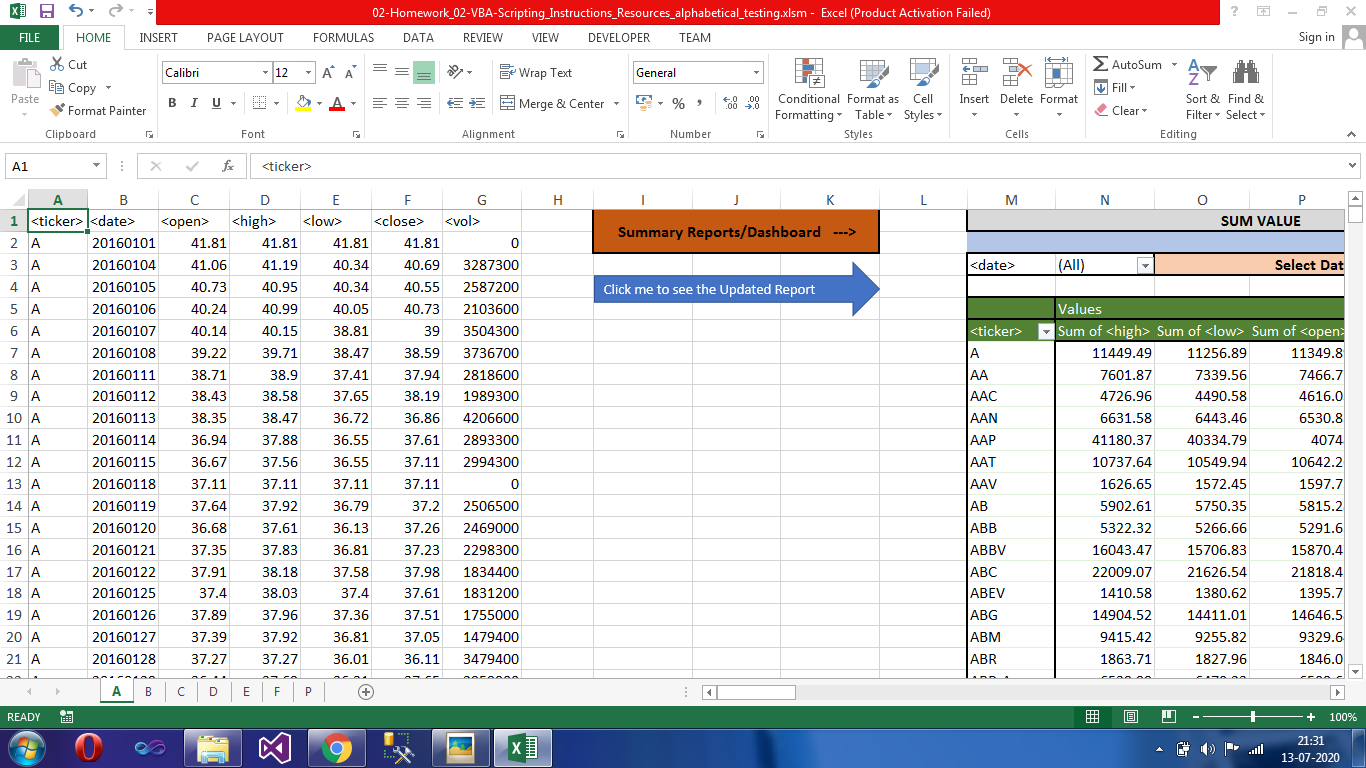 02-Homework_02-VBA-Scripting_Instructions_Resources_alphabetical_testing.xlsm - Excel (Product Activation Failed)
FILE HOME INSERT PAGE LAYOUT FORMULAS DATA REVIEW VIEW DEVELOPER TEAM Sign in
Paste Cut Copy Format Painter
Calibri 12 B I U A A A
Wrap Text Merge & Center
General % ,
Conditional Formatting Format as Table Cell Styles
Insert Delete Format
AutoSum Fill Clear Sort & Filter Find & Select
Clipboard Font Alignment Number Styles Cells Editing
A1 fx <ticker>
A B C D E F G H I J K L M N O P
1 <ticker> <date> <open> <high> <low> <close> <vol> SUM VALUE
Summary Reports/Dashboard --->
2 A 20160101 41.81 41.81 41.81 41.81 0
3 A 20160104 41.06 41.19 40.34 40.69 3287300 <date> (All) Select Dat
4 A 20160105 40.73 40.95 40.34 40.55 2587200 Click me to see the Updated Report
5 A 20160106 40.24 40.99 40.05 40.73 2103600 Values
6 A 20160107 40.14 40.15 38.81 39 3504300 <ticker> Sum of <high> Sum of <low> Sum of <open>
7 A 20160108 39.22 39.71 38.47 38.59 3736700 A 11449.49 11256.89 11349.8
8 A 20160111 38.71 38.9 37.41 37.94 2818600 AA 7601.87 7339.56 7466.7
9 A 20160112 38.43 38.58 37.65 38.19 1989300 AAC 4726.96 4490.58 4616.0
10 A 20160113 38.35 38.47 36.72 36.86 4206600 AAN 6631.58 6443.46 6530.8
11 A 20160114 36.94 37.88 36.55 37.61 2893300 AAP 41180.37 40334.79 4074
12 A 20160115 36.67 37.56 36.55 37.11 2994300 AAT 10737.64 10549.94 10642.2
13 A 20160118 37.11 37.11 37.11 37.11 0 AAV 1626.65 1572.45 1597.7
14 A 20160119 37.64 37.92 36.79 37.2 2506500 AB 5902.61 5750.35 5815.2
15 A 20160120 36.68 37.61 36.13 37.26 2469000 ABB 5322.32 5266.66 5291.6
16 A 20160121 37.35 37.83 36.81 37.23 2298300 ABBV 16043.47 15706.83 15870.4
17 A 20160122 37.91 38.18 37.58 37.98 1834400 ABC 22009.07 21626.54 21818.4
18 A 20160125 37.4 38.03 37.4 37.61 1831200 ABEV 1410.58 1380.62 1395.7
19 A 20160126 37.89 37.96 37.36 37.51 1755000 ABG 14904.52 14411.01 14646.5
20 A 20160127 37.39 37.92 36.81 37.05 1479400 ABM 9415.42 9255.82 9329.6
21 A 20160128 37.27 37.27 36.01 36.11 3479400 ABR 1863.71 1827.96 1846.0
A B C D E F P
READY 100%
21:31
13-07-2020